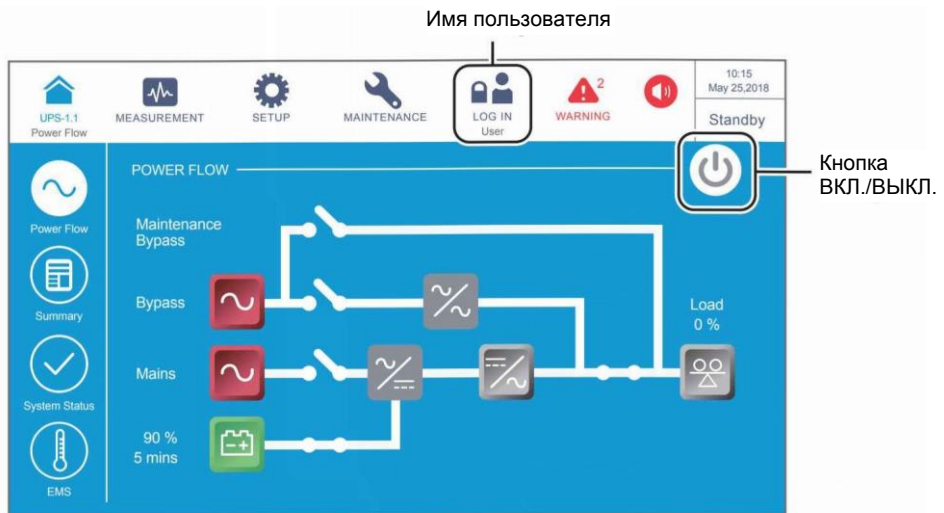 Имя пользователя
10:15
May 25,2018
UPS-1.1
Power Flow
MEASUREMENT
SETUP
MAINTENANCE
LOG IN
User
2
WARNING
Standby
POWER FLOW
Кнопка
ВКЛ./ВЫКЛ.
Power Flow
Maintenance
Bypass
Summary
Bypass
Load
0 %
System Status
Mains
90 %
5 mins
EMS